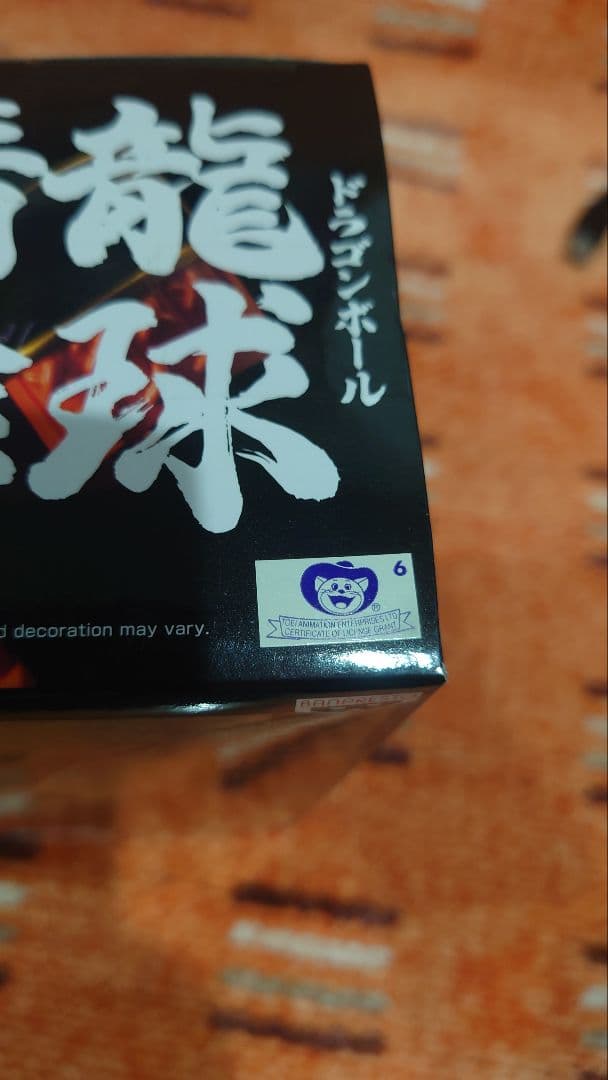 ドラゴンボール
龍球
d decoration may vary.
6
®
TOEI ANIMATION ENTERPRISES LTD
CERTIFICATE OF LICENSE GRANT
BANPRESTO